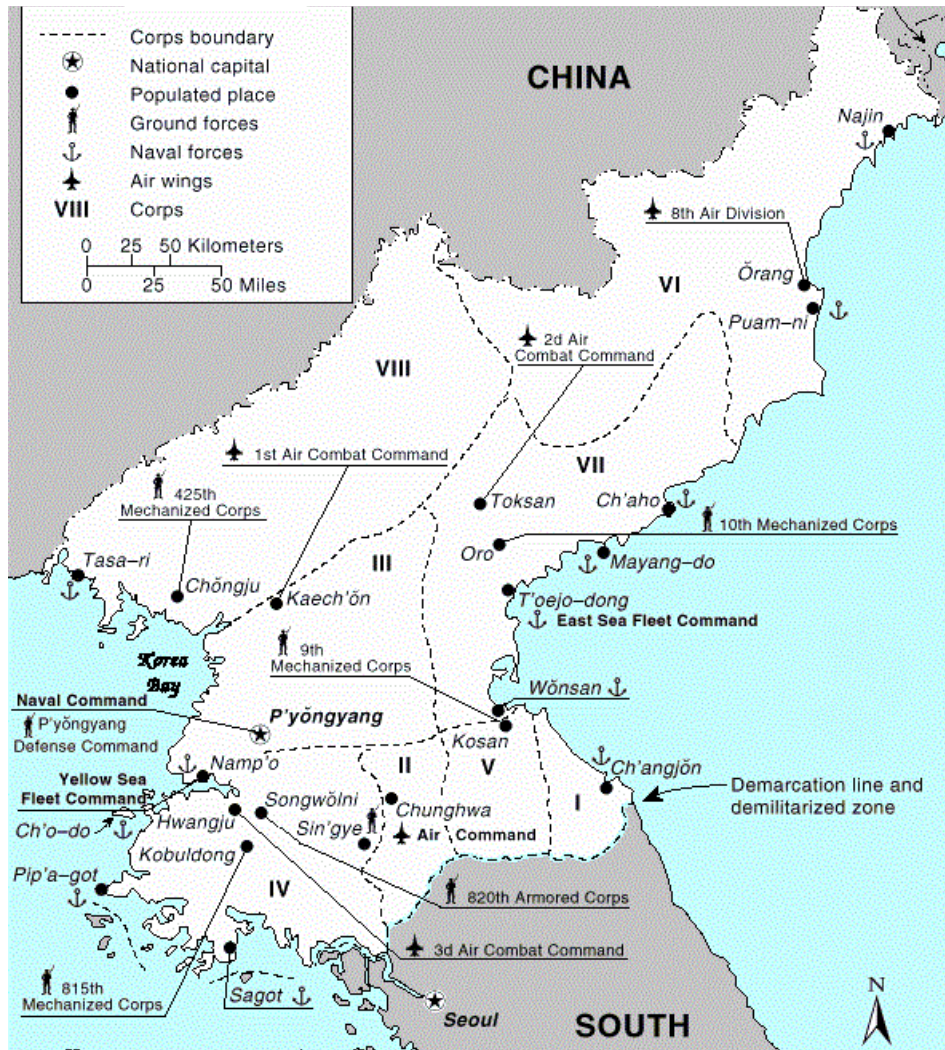 Corps boundary
National capital
Populated place
Ground forces
Naval forces
Air wings
VIII Corps
0 25 50 Kilometers
0 25 50 Miles
CHINA
Najin
8th Air Division
Ŏrang
VI
Puam–ni
2d Air
Combat Command
VIII
1st Air Combat Command
VII
425th
Mechanized Corps
Toksan
Ch'aho
10th Mechanized Corps
Tasa–ri
Oro
Mayang–do
III
Chŏngju
Kaech'ŏn
T'oejo–dong
East Sea Fleet Command
9th
Mechanized Corps
Korea
Bay
Wŏnsan
Naval Command
P'yŏngyang
P'yŏngyang
Defense Command
Kosan
Namp'o
II
V
Ch'angjŏn
Yellow Sea
Fleet Command
Songwŏlni
I
Demarcation line and
demilitarized zone
Chunghwa
Hwangju
Sin'gye
Air Command
Ch'o–do
Kobuldong
Pip'a–got
IV
820th Armored Corps
3d Air Combat Command
815th
Mechanized Corps
Sagot
Seoul
SOUTH
N